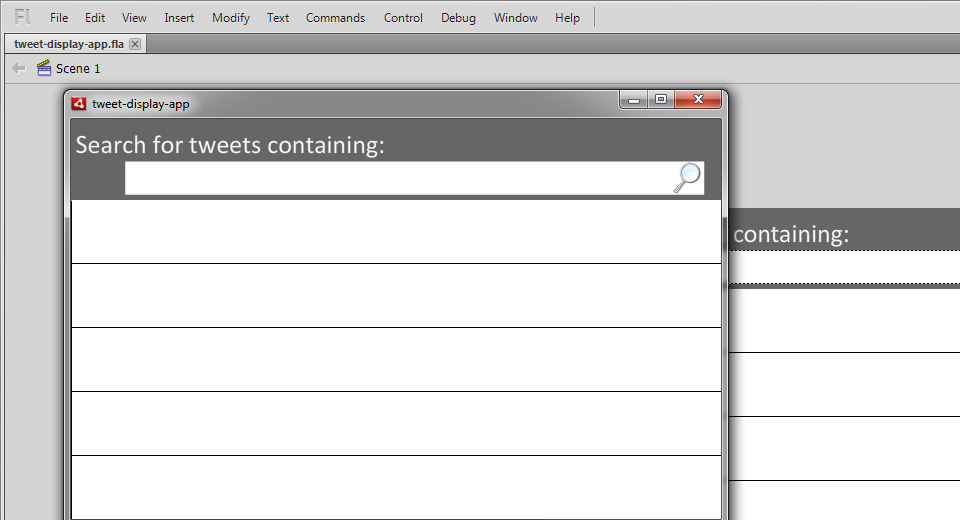 Fl File Edit View Insert Modify Text Commands Control Debug Window Help
tweet-display-app.fla
Scene 1
tweet-display-app
Search for tweets containing:
containing: